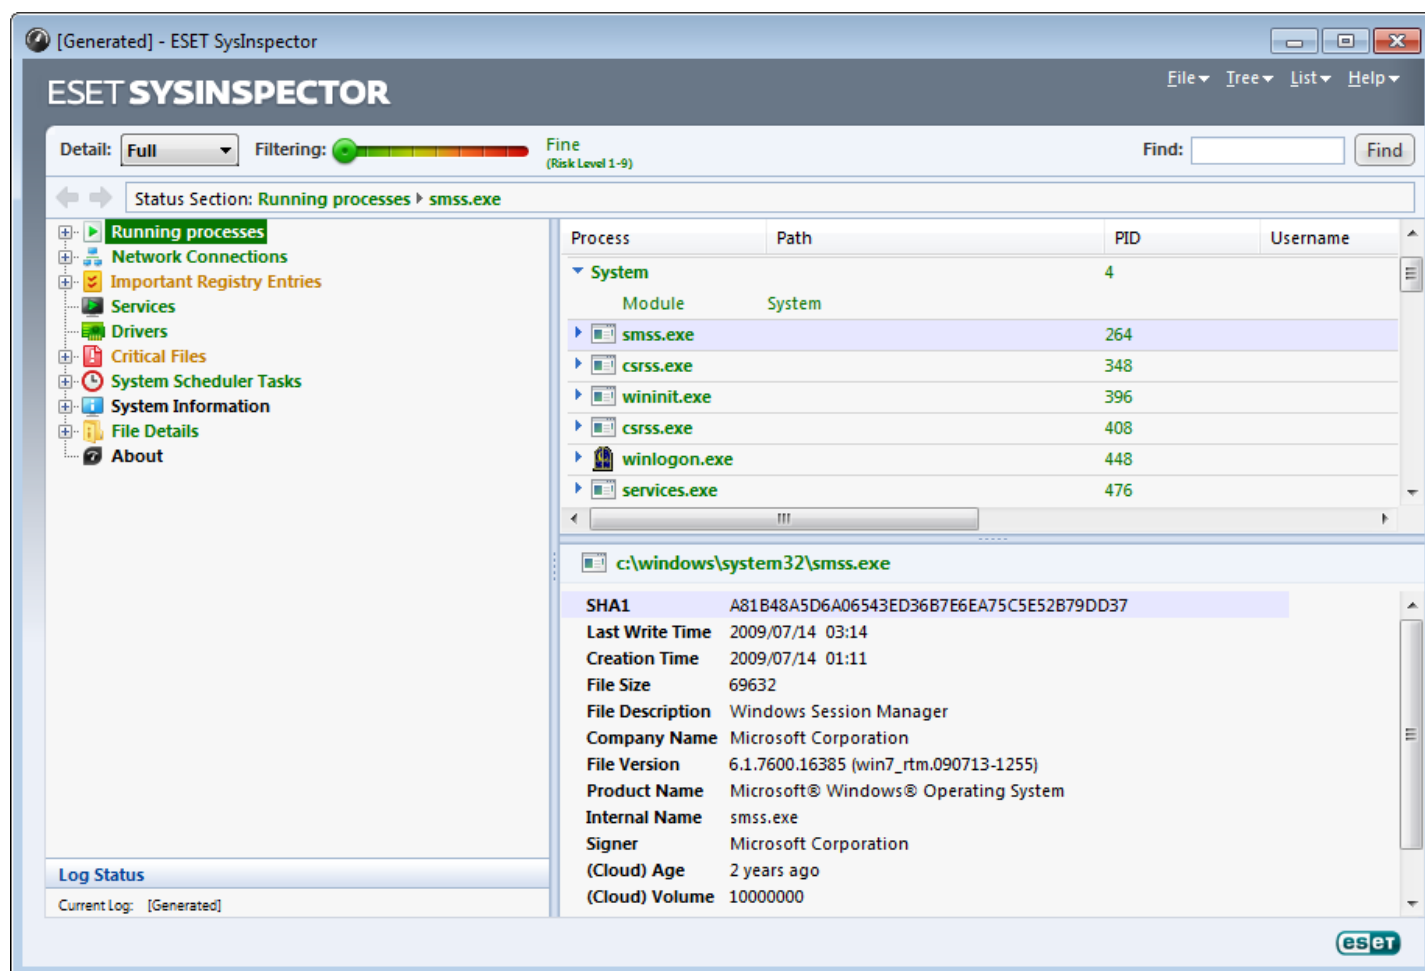 [Generated] - ESET SysInspector
ESET SYSINSPECTOR
File Tree List Help
Detail: Full Filtering: Fine (Risk Level 1-9) Find: Find
Status Section: Running processes smss.exe
Running processes
Network Connections
Important Registry Entries
Services
Drivers
Critical Files
System Scheduler Tasks
System Information
File Details
About
Process Path PID Username
System 4
Module System
smss.exe 264
csrss.exe 348
wininit.exe 396
csrss.exe 408
winlogon.exe 448
services.exe 476
c:\windows\system32\smss.exe
SHA1 A81B48A5D6A06543ED36B7E6EA75C5E52B79DD37
Last Write Time 2009/07/14 03:14
Creation Time 2009/07/14 01:11
File Size 69632
File Description Windows Session Manager
Company Name Microsoft Corporation
File Version 6.1.7600.16385 (win7_rtm.090713-1255)
Product Name Microsoft® Windows® Operating System
Internal Name smss.exe
Signer Microsoft Corporation
(Cloud) Age 2 years ago
(Cloud) Volume 10000000
Log Status
Current Log: [Generated]
eseT